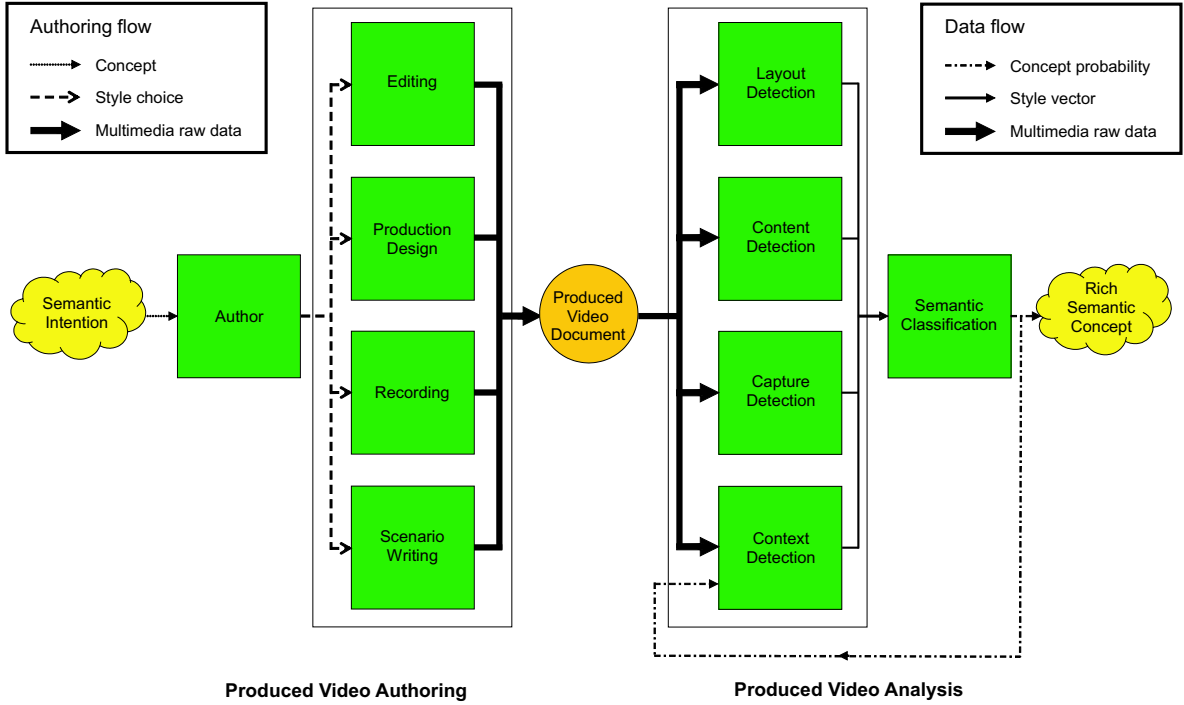 Authoring flow
Concept
Style choice
Multimedia raw data
Data flow
Concept probability
Style vector
Multimedia raw data
Semantic
Intention
Author
Editing
Production
Design
Recording
Scenario
Writing
Produced
Video
Document
Layout
Detection
Content
Detection
Capture
Detection
Context
Detection
Semantic
Classification
Rich
Semantic
Concept
Produced Video Authoring
Produced Video Analysis